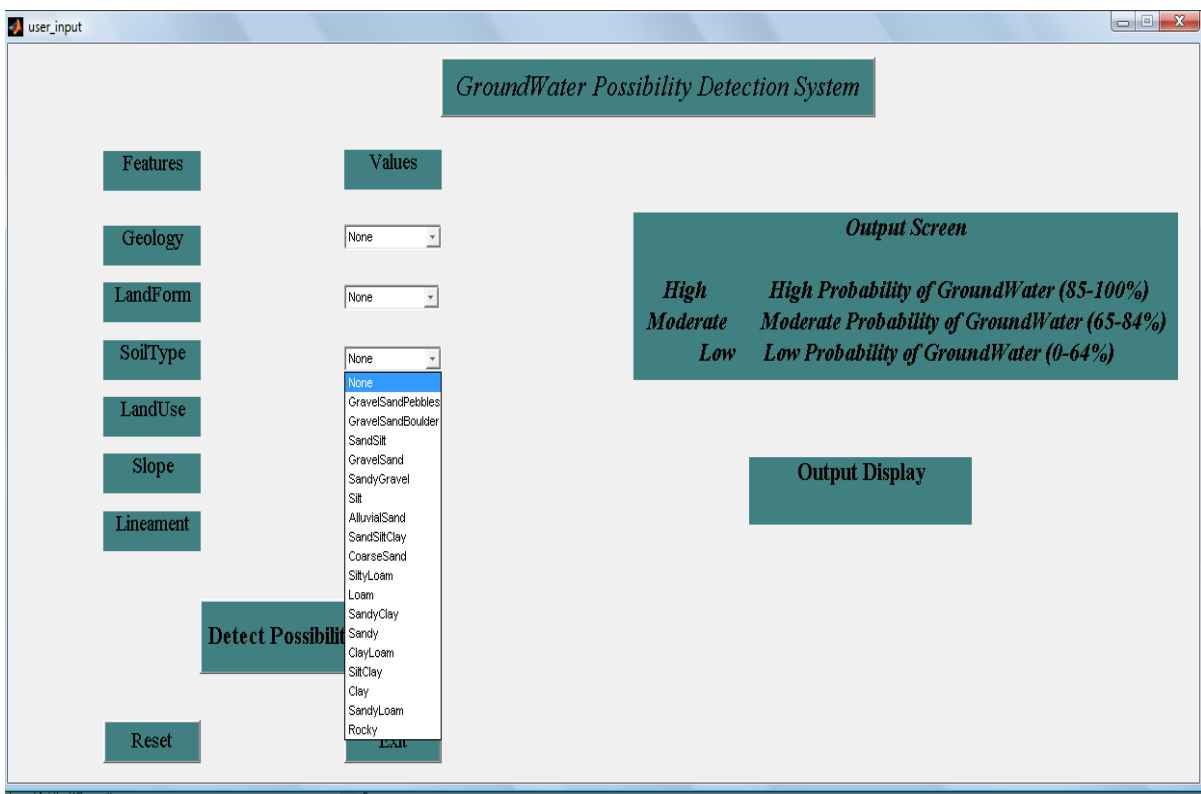 user_input
GroundWater Possibility Detection System
Features
Values
Geology
None
LandForm
None
SoilType
None
LandUse
Slope
Lineament
None
GravelSandPebbles
GravelSandBoulder
SandSilt
GravelSand
SandyGravel
Silt
AlluvialSand
SandSiltClay
CoarseSand
SiltyLoam
Loam
SandyClay
Sandy
ClayLoam
SiltClay
Clay
SandyLoam
Rocky
Output Screen
High High Probability of GroundWater (85-100%)
Moderate Moderate Probability of GroundWater (65-84%)
Low Low Probability of GroundWater (0-64%)
Output Display
Detect Possibilit
Reset
Exit